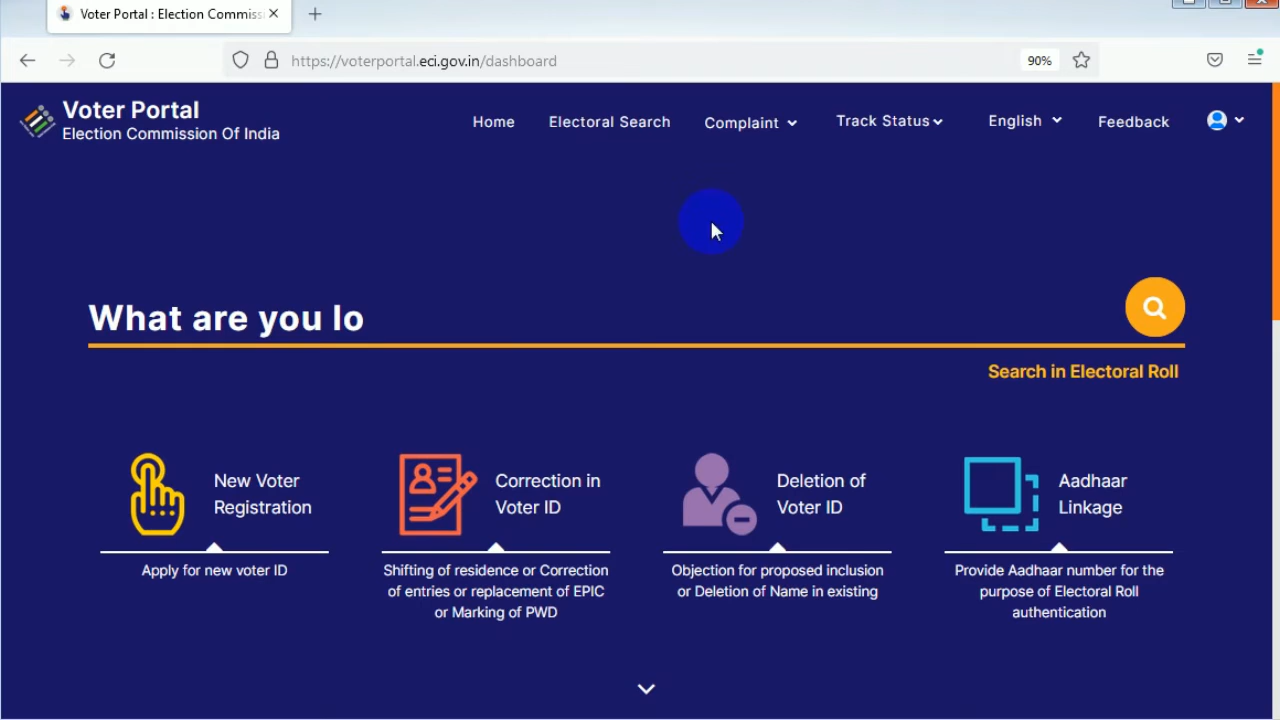 Voter Portal : Election Commiss
https://voterportal.eci.gov.in/dashboard
90%
Voter Portal
Election Commission Of India
Home
Electoral Search
Complaint
Track Status
English
Feedback
What are you lo
Search in Electoral Roll
New Voter
Registration
Apply for new voter ID
Correction in
Voter ID
Shifting of residence or Correction
of entries or replacement of EPIC
or Marking of PWD
Deletion of
Voter ID
Objection for proposed inclusion
or Deletion of Name in existing
Aadhaar
Linkage
Provide Aadhaar number for the
purpose of Electoral Roll
authentication